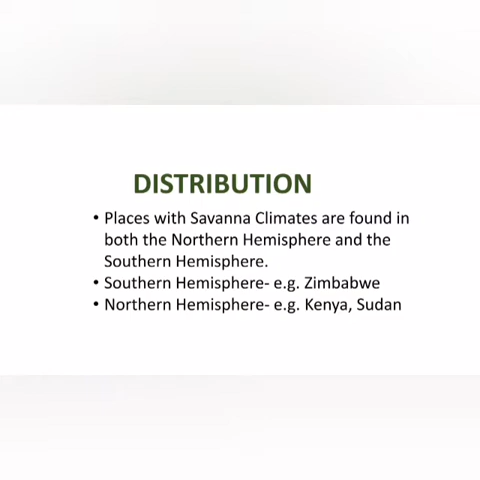 DISTRIBUTION
• Places with Savanna Climates are found in
both the Northern Hemisphere and the
Southern Hemisphere.
• Southern Hemisphere- e.g. Zimbabwe
• Northern Hemisphere- e.g. Kenya, Sudan